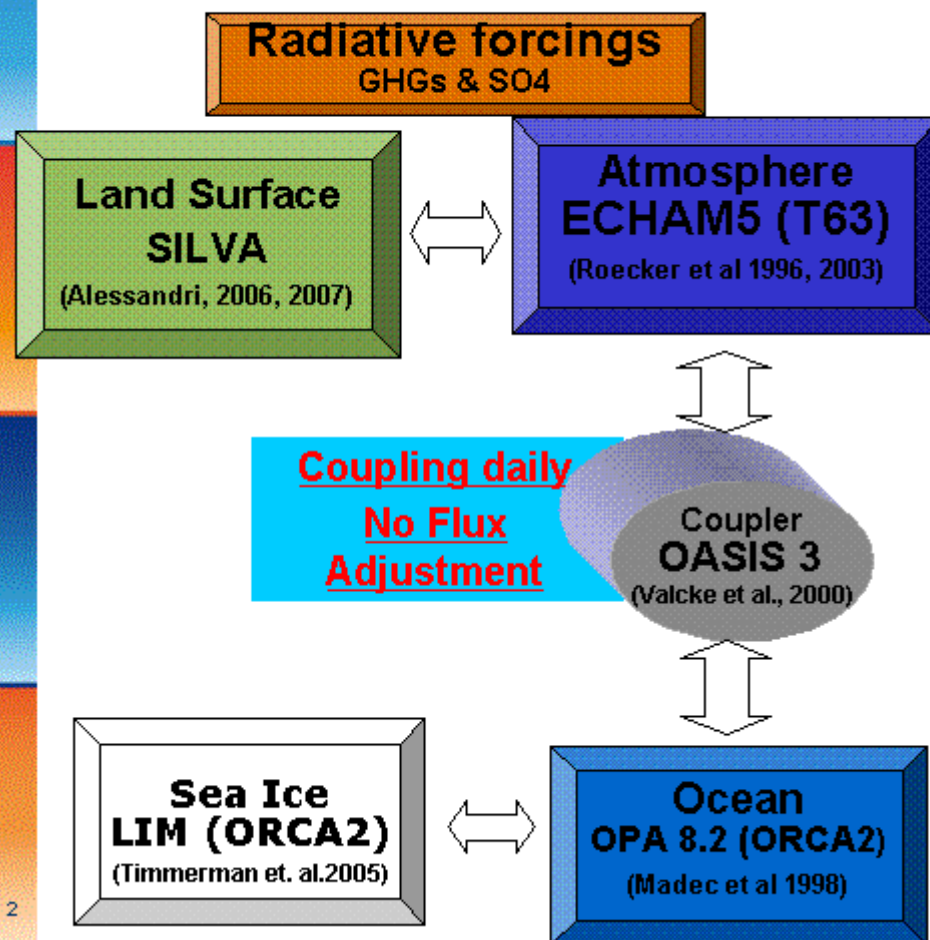 Radiative forcings
GHGs & SO4
Land Surface
SILVA
(Alessandri, 2006, 2007)
Atmosphere
ECHAM5 (T63)
(Roecker et al 1996, 2003)
Coupling daily
No Flux
Adjustment
Coupler
OASIS 3
(Valcke et al., 2000)
Sea Ice
LIM (ORCA2)
(Timmerman et. al.2005)
Ocean
OPA 8.2 (ORCA2)
(Madec et al 1998)
2